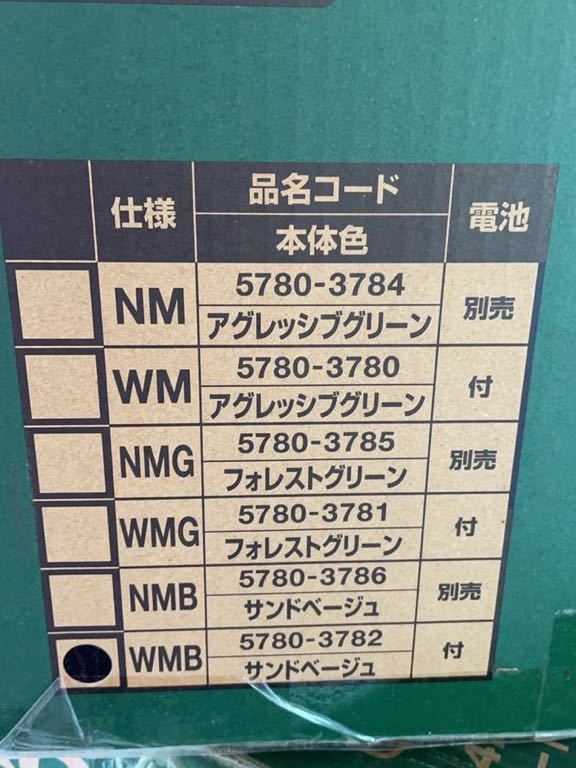 仕様 品名コード 電池
本体色
NM 5780-3784 別売
アグレッシブグリーン
WM 5780-3780 付
アグレッシブグリーン
NMG 5780-3785 別売
フォレストグリーン
WMG 5780-3781 付
フォレストグリーン
NMB 5780-3786 別売
サンドベージュ
WMB 5780-3782 付
サンドベージュ